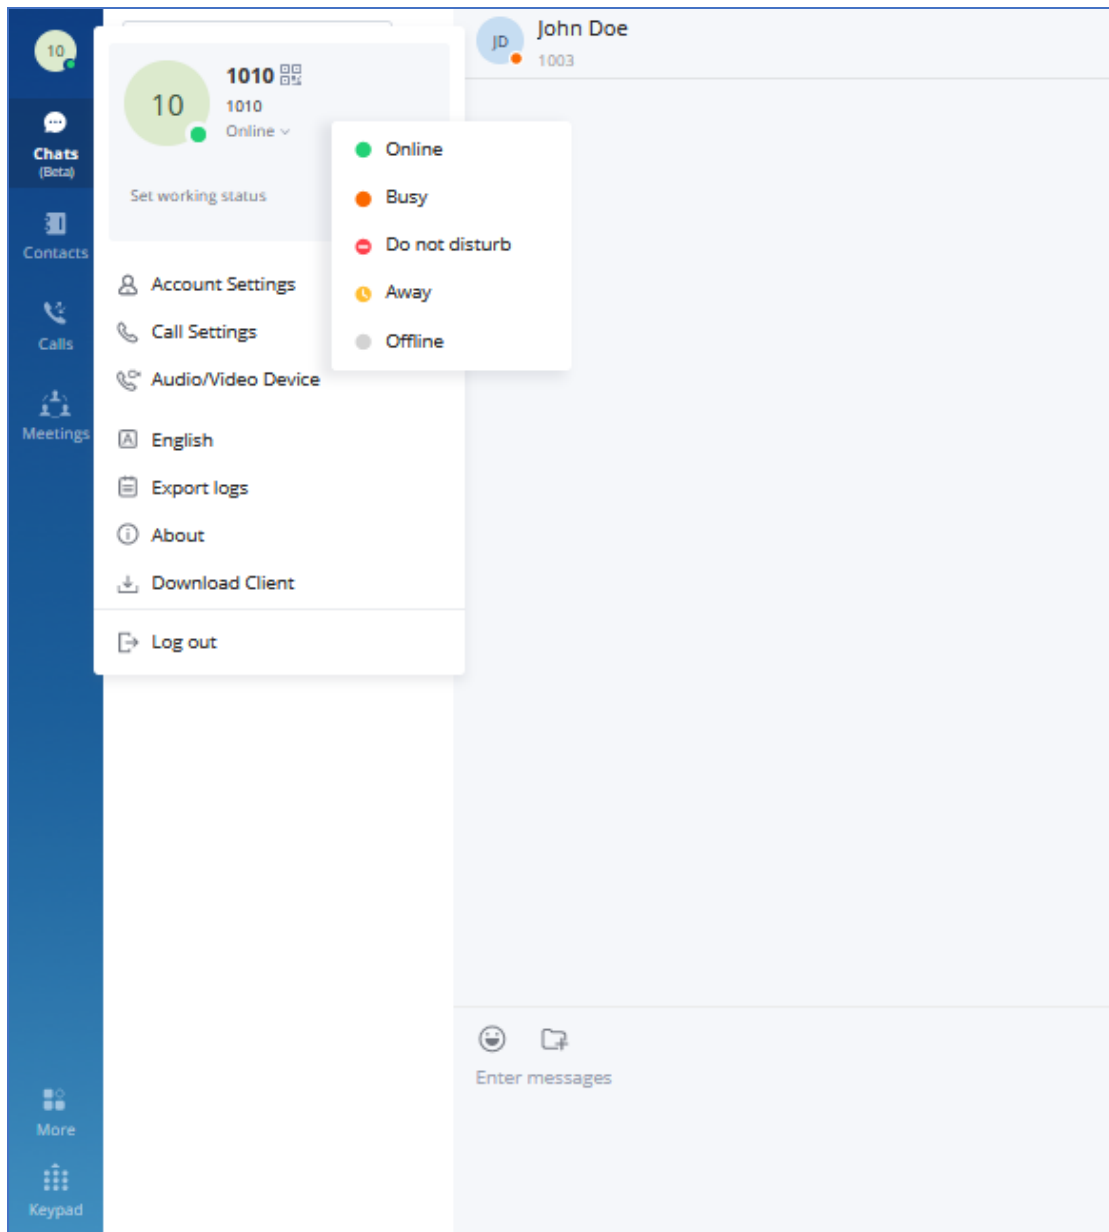 10
Chats
(Beta)
Contacts
Calls
Meetings
More
Keypad
10
1010
1010
Online
Set working status
Online
Busy
Do not disturb
Away
Offline
Account Settings
Call Settings
Audio/Video Device
English
Export logs
About
Download Client
Log out
JD
John Doe
1003
Enter messages